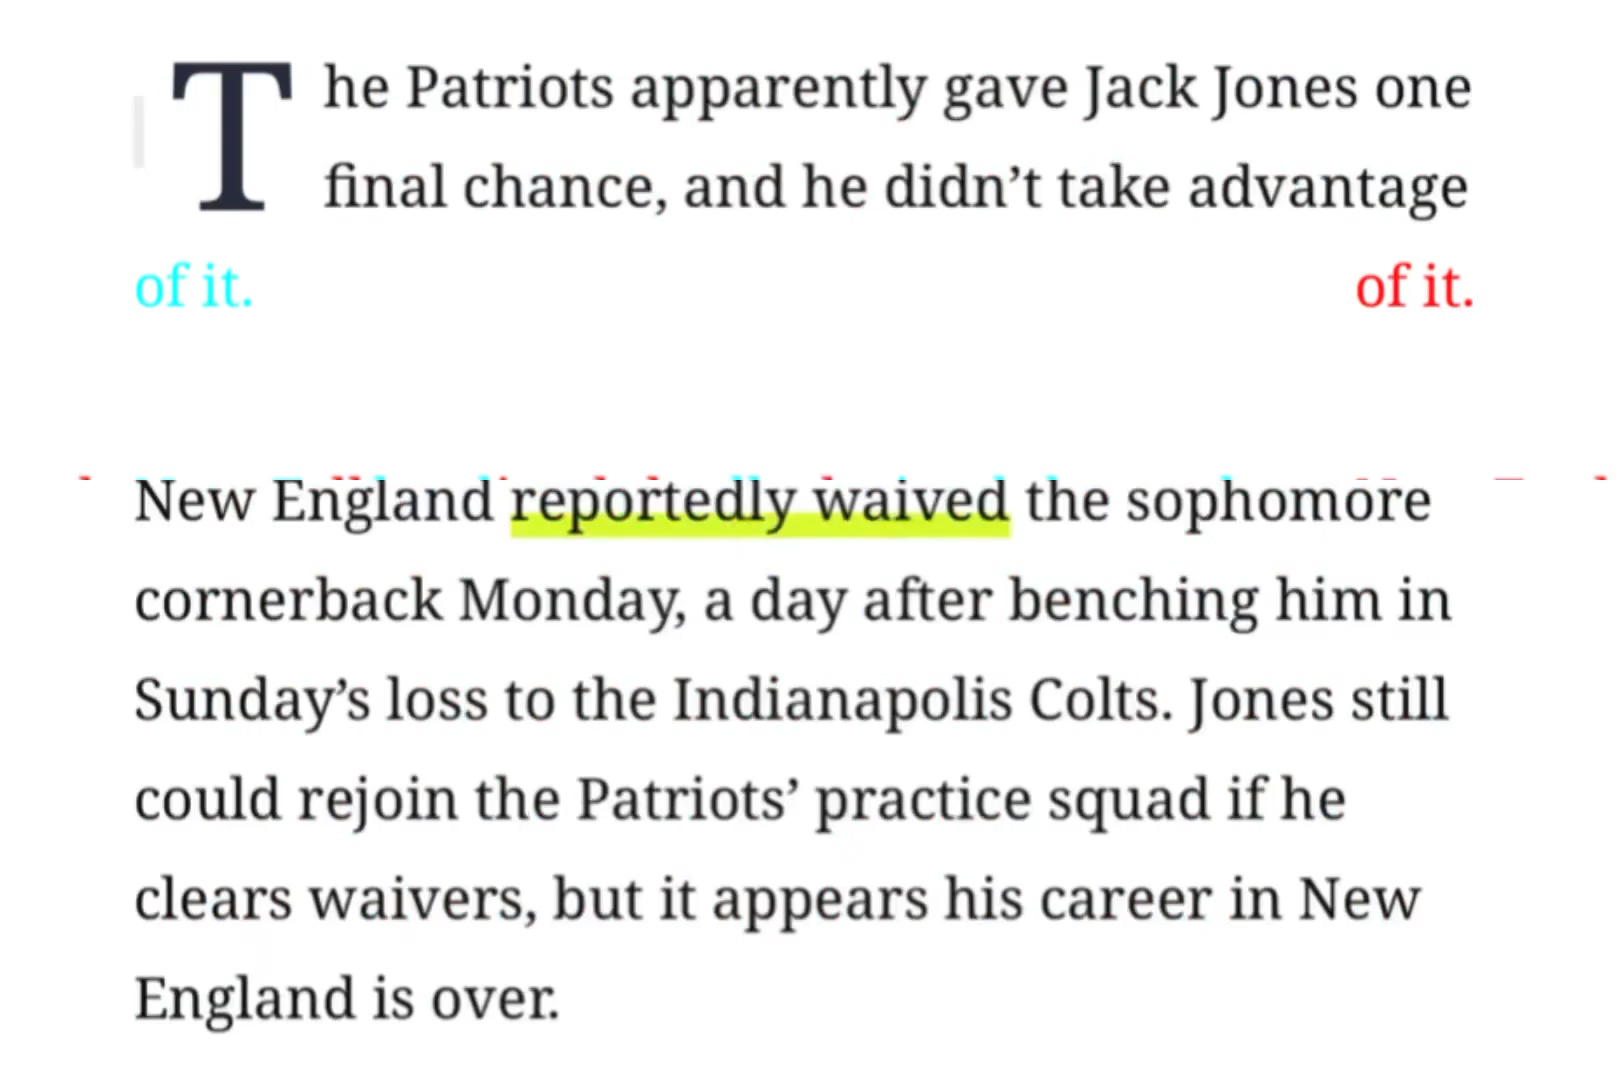 The Patriots apparently gave Jack Jones one
final chance, and he didn’t take advantage
of it. of it.
New England reportedly waived the sophomore
cornerback Monday, a day after benching him in
Sunday’s loss to the Indianapolis Colts. Jones still
could rejoin the Patriots’ practice squad if he
clears waivers, but it appears his career in New
England is over.